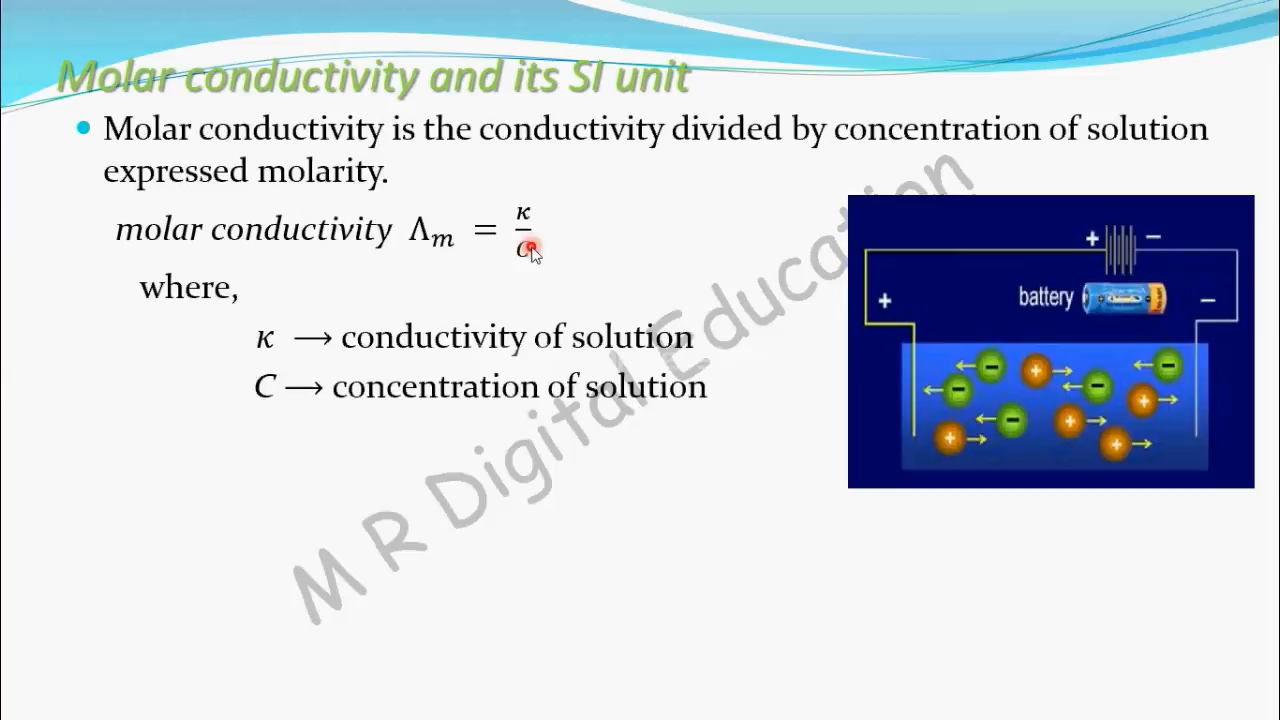 Molar conductivity and its SI unit
• Molar conductivity is the conductivity divided by concentration of solution
expressed molarity.
molar conductivity Λₘ = κ/C
where,
κ ⟶ conductivity of solution
C ⟶ concentration of solution
+ −
+ battery −
− + − −
− − +
+ − + +
M R Digital Education